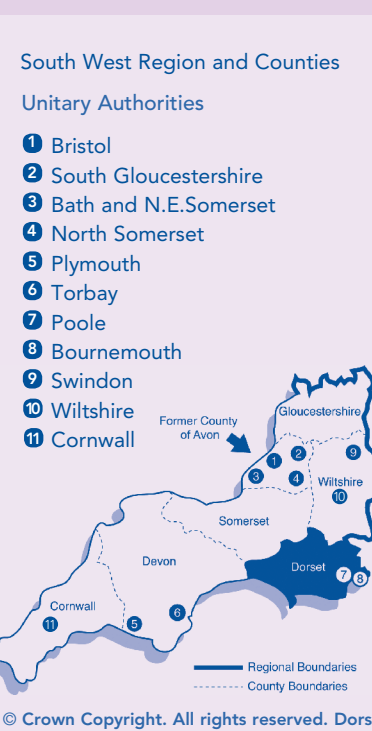 South West Region and Counties
Unitary Authorities
1 Bristol
2 South Gloucestershire
3 Bath and N.E.Somerset
4 North Somerset
5 Plymouth
6 Torbay
7 Poole
8 Bournemouth
9 Swindon
10 Wiltshire
11 Cornwall
Former County
of Avon
Gloucestershire
1
2
9
3
4
Wiltshire
10
Somerset
Devon
Dorset
7
8
Cornwall
6
11
5
Regional Boundaries
County Boundaries
© Crown Copyright. All rights reserved. Dors